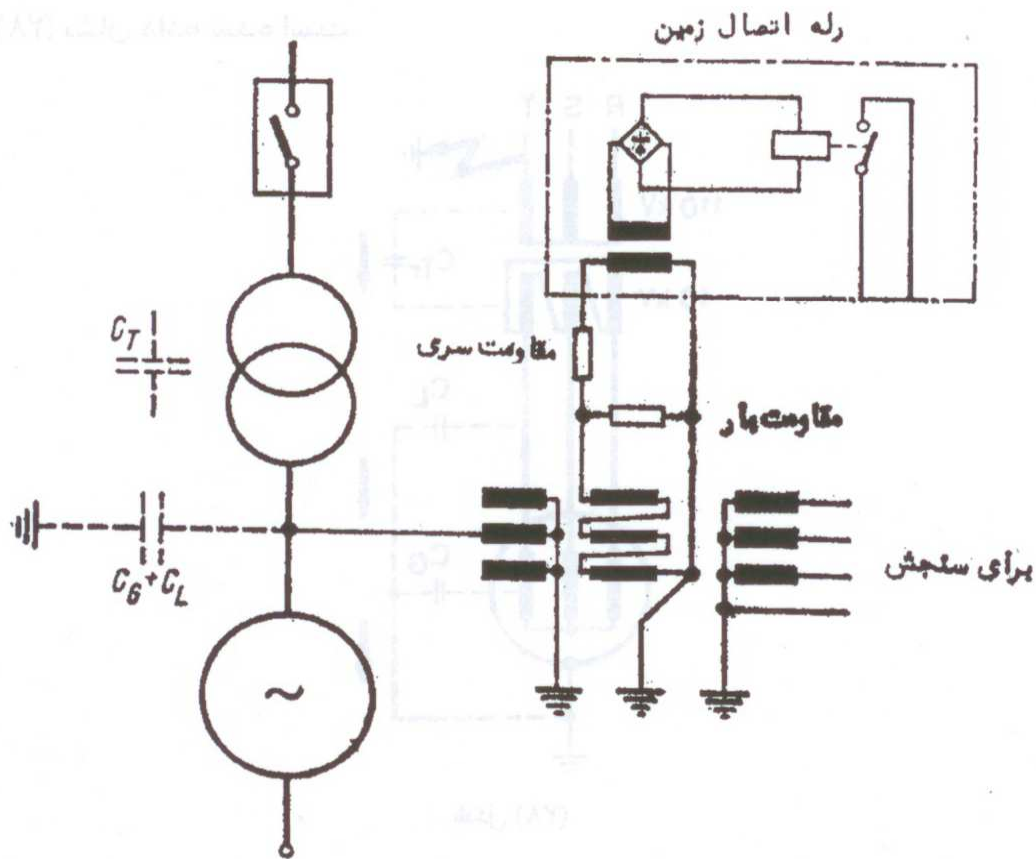 رله اتصال زمین
C_T
مقاومت سری
مقاومت بار
C_G + C_L
برای سنجش
~